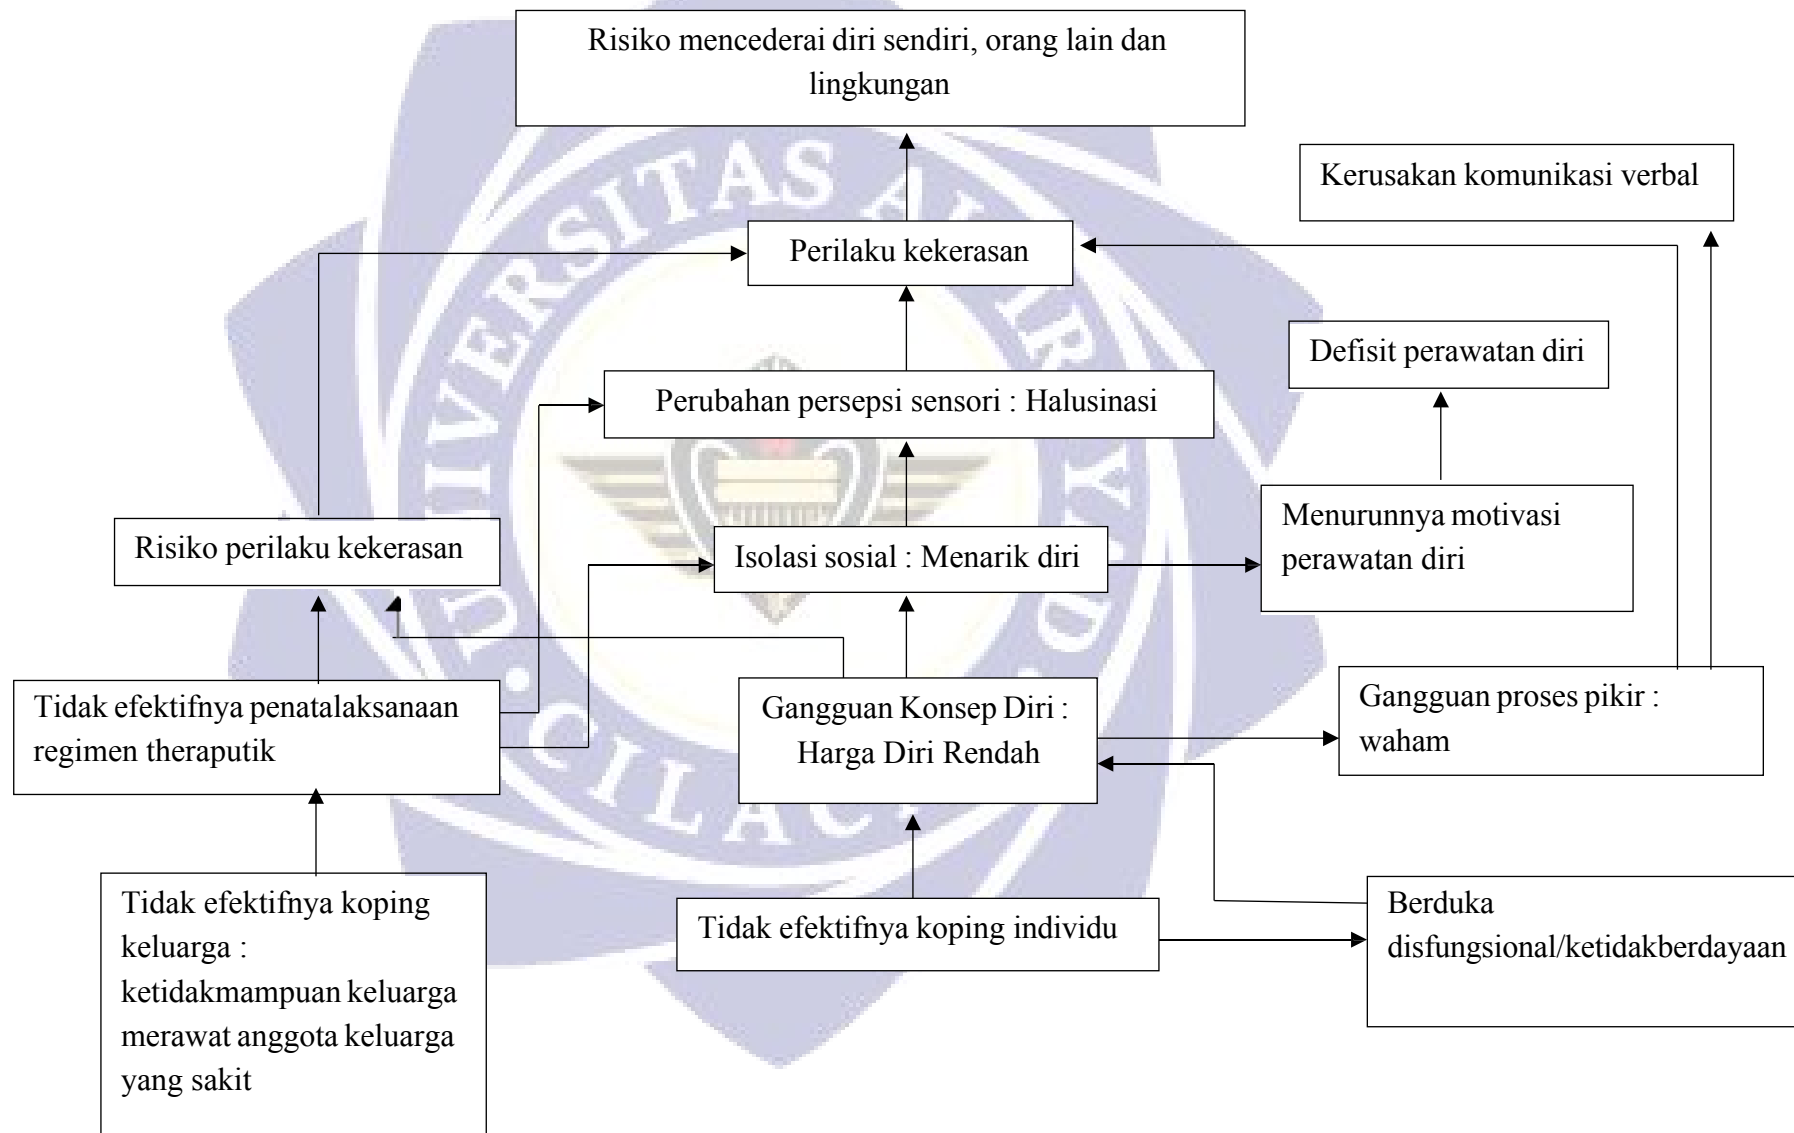 Risiko mencederai diri sendiri, orang lain dan
lingkungan
Kerusakan komunikasi verbal
Perilaku kekerasan
Defisit perawatan diri
Perubahan persepsi sensori : Halusinasi
Menurunnya motivasi
perawatan diri
Risiko perilaku kekerasan
Isolasi sosial : Menarik diri
Tidak efektifnya penatalaksanaan
regimen theraputik
Gangguan Konsep Diri :
Harga Diri Rendah
Gangguan proses pikir :
waham
Tidak efektifnya koping
keluarga :
ketidakmampuan keluarga
merawat anggota keluarga
yang sakit
Tidak efektifnya koping individu
Berduka
disfungsional/ketidakberdayaan
UNIVERSITAS